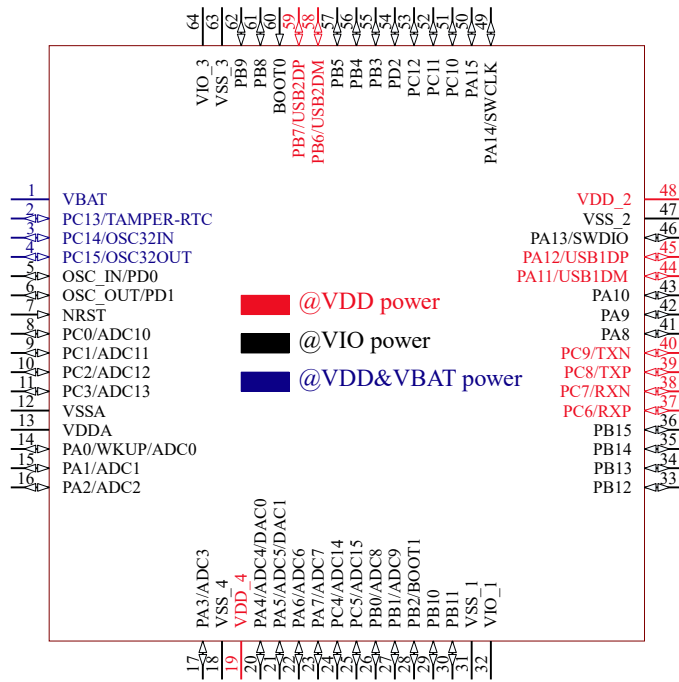 64 63 62 61 60 59 58 57 56 55 54 53 52 51 50 49
VIO_3
VSS_3
PB9
PB8
BOOT0
PB7/USB2DP
PB6/USB2DM
PB5
PB4
PB3
PD2
PC12
PC11
PC10
PA15
PA14/SWCLK
1 VBAT
2 PC13/TAMPER-RTC
3 PC14/OSC32IN
4 PC15/OSC32OUT
5 OSC_IN/PD0
6 OSC_OUT/PD1
7 NRST
8 PC0/ADC10
9 PC1/ADC11
10 PC2/ADC12
11 PC3/ADC13
12 VSSA
13 VDDA
14 PA0/WKUP/ADC0
15 PA1/ADC1
16 PA2/ADC2
@VDD power
@VIO power
@VDD&VBAT power
VDD_2 48
VSS_2 47
PA13/SWDIO 46
PA12/USB1DP 45
PA11/USB1DM 44
PA10 43
PA9 42
PA8 41
PC9/TXN 40
PC8/TXP 39
PC7/RXN 38
PC6/RXP 37
PB15 36
PB14 35
PB13 34
PB12 33
PA3/ADC3
VSS_4
VDD_4
PA4/ADC4/DAC0
PA5/ADC5/DAC1
PA6/ADC6
PA7/ADC7
PC4/ADC14
PC5/ADC15
PB0/ADC8
PB1/ADC9
PB2/BOOT1
PB10
PB11
VSS_1
VIO_1
17 18 19 20 21 22 23 24 25 26 27 28 29 30 31 32